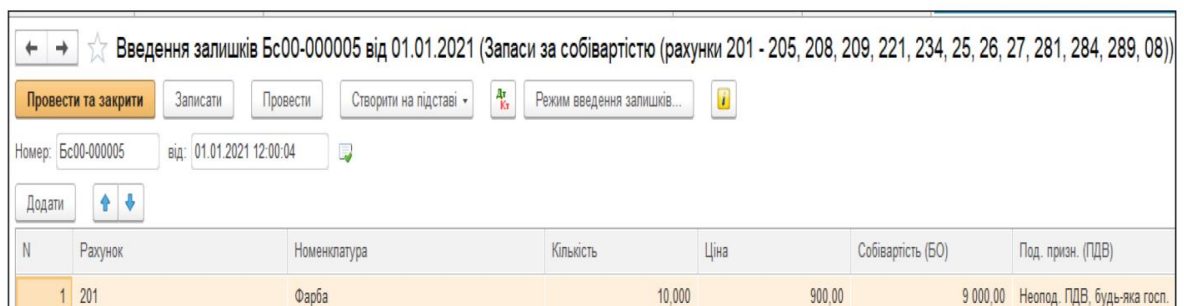 Введення залишків Бс00-000005 від 01.01.2021 (Запаси за собівартістю (рахунки 201 - 205, 208, 209, 221, 234, 25, 26, 27, 281, 284, 289, 08))
Провести та закрити Записати Провести Створити на підставі Дт Кт Режим введення залишків...
Номер: Бс00-000005 від: 01.01.2021 12:00:04
Додати
N Рахунок Номенклатура Кількість Ціна Собівартість (БО) Под. призн. (ПДВ)
1 201 Фарба 10,000 900,00 9 000,00 Неопод. ПДВ, будь-яка госп.